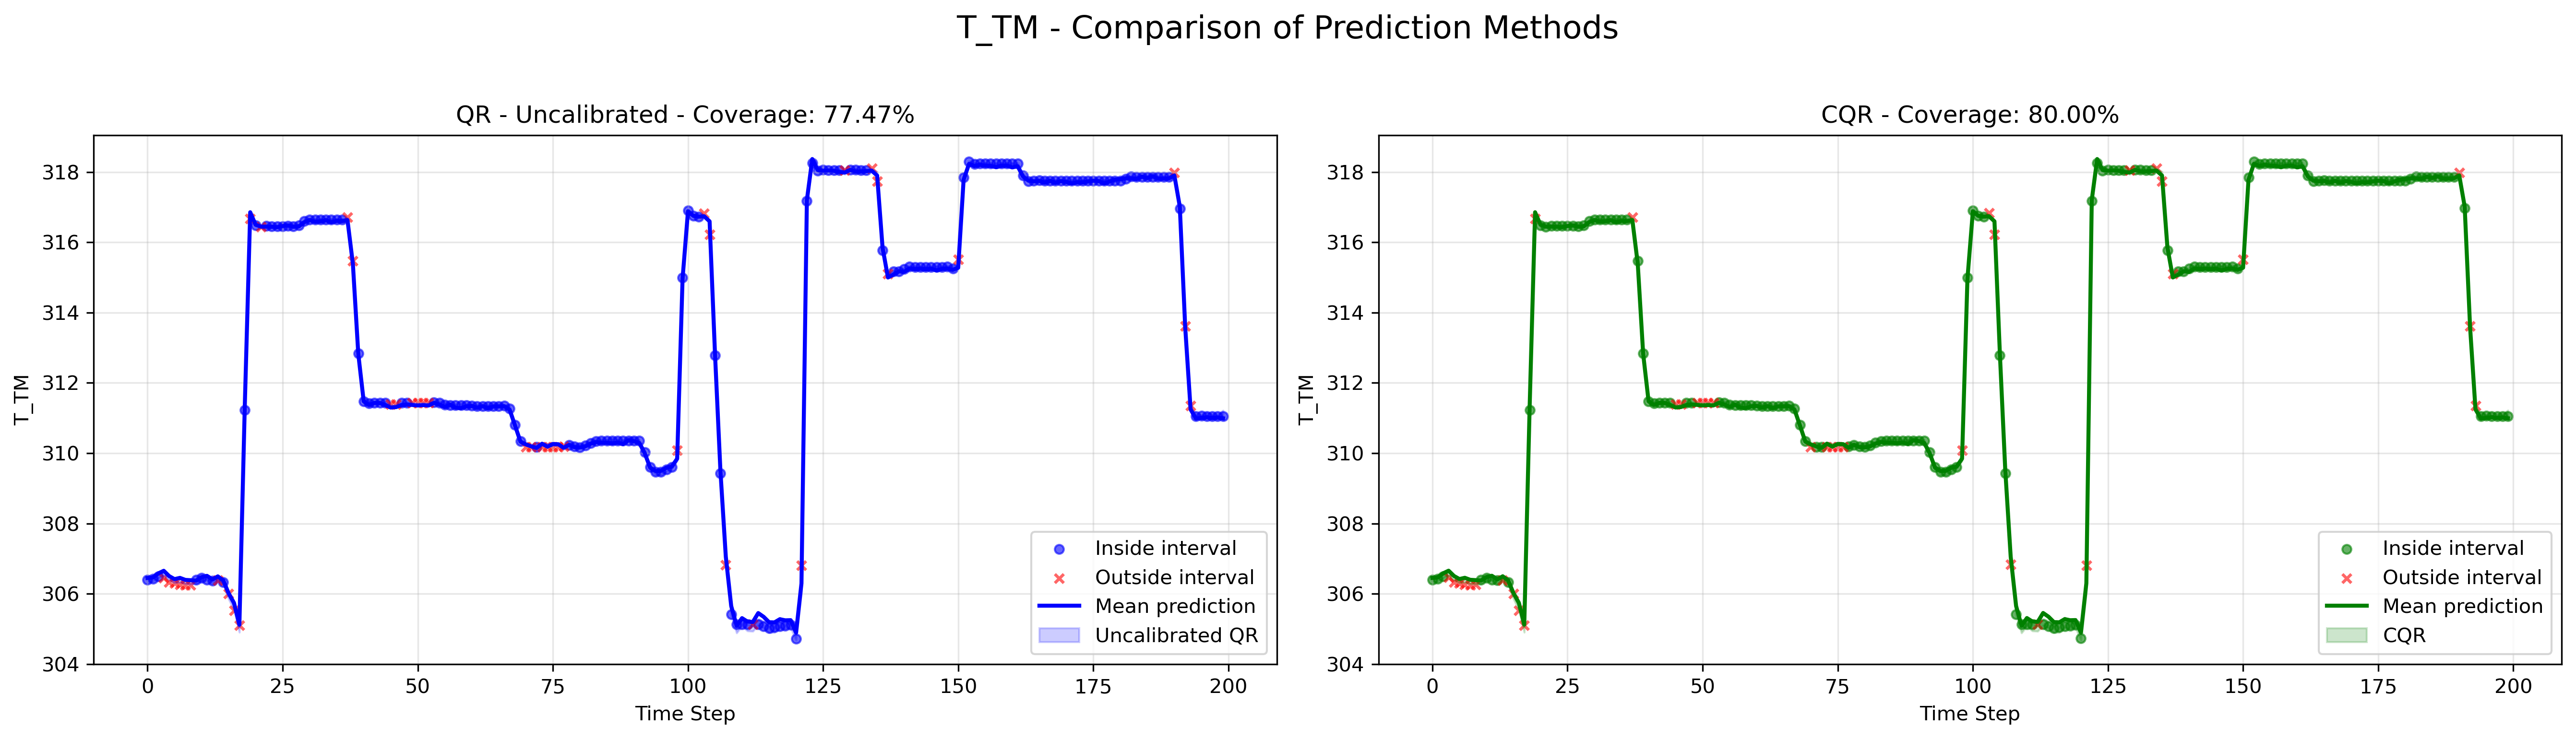 T_TM - Comparison of Prediction Methods
QR - Uncalibrated - Coverage: 77.47%
T_TM
318
316
314
312
310
308
306
304
0 25 50 75 100 125 150 175 200
Time Step
Inside interval
Outside interval
Mean prediction
Uncalibrated QR
CQR - Coverage: 80.00%
T_TM
318
316
314
312
310
308
306
304
0 25 50 75 100 125 150 175 200
Time Step
Inside interval
Outside interval
Mean prediction
CQR